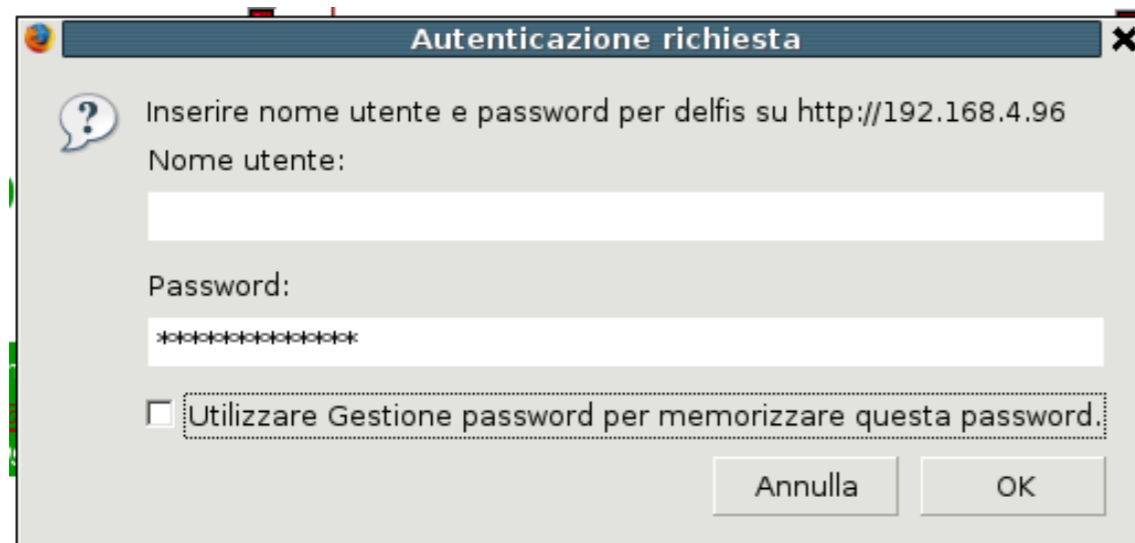 Autenticazione richiesta
Inserire nome utente e password per delfis su http://192.168.4.96
Nome utente:
Password:
**************
Utilizzare Gestione password per memorizzare questa password.
Annulla
OK